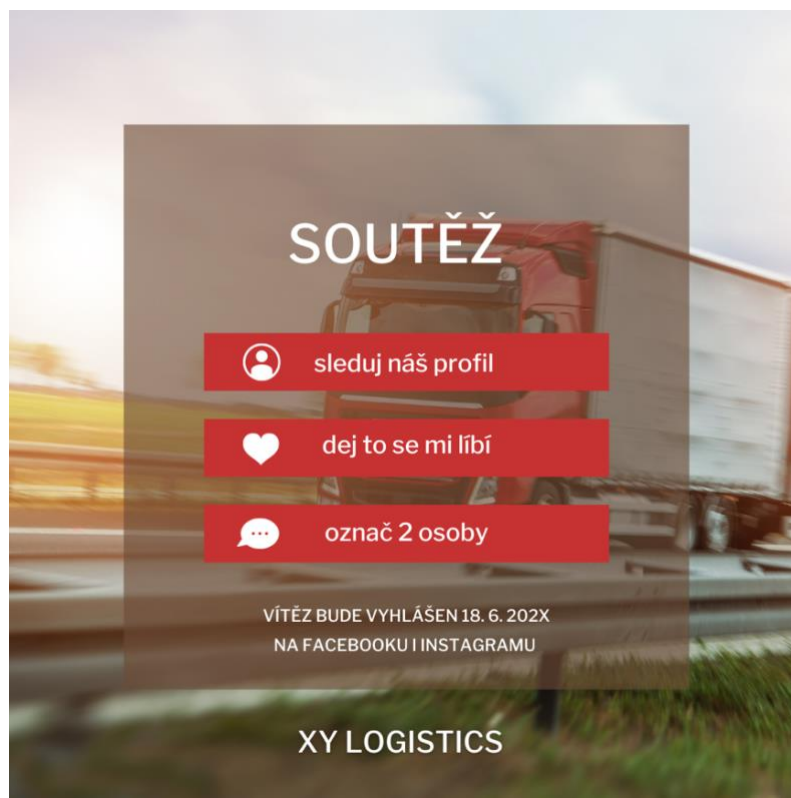 SOUTĚŽ
sleduj náš profil
dej to se mi líbí
označ 2 osoby
VÍTĚZ BUDE VYHLÁŠEN 18. 6. 202X
NA FACEBOOKU I INSTAGRAMU
XY LOGISTICS